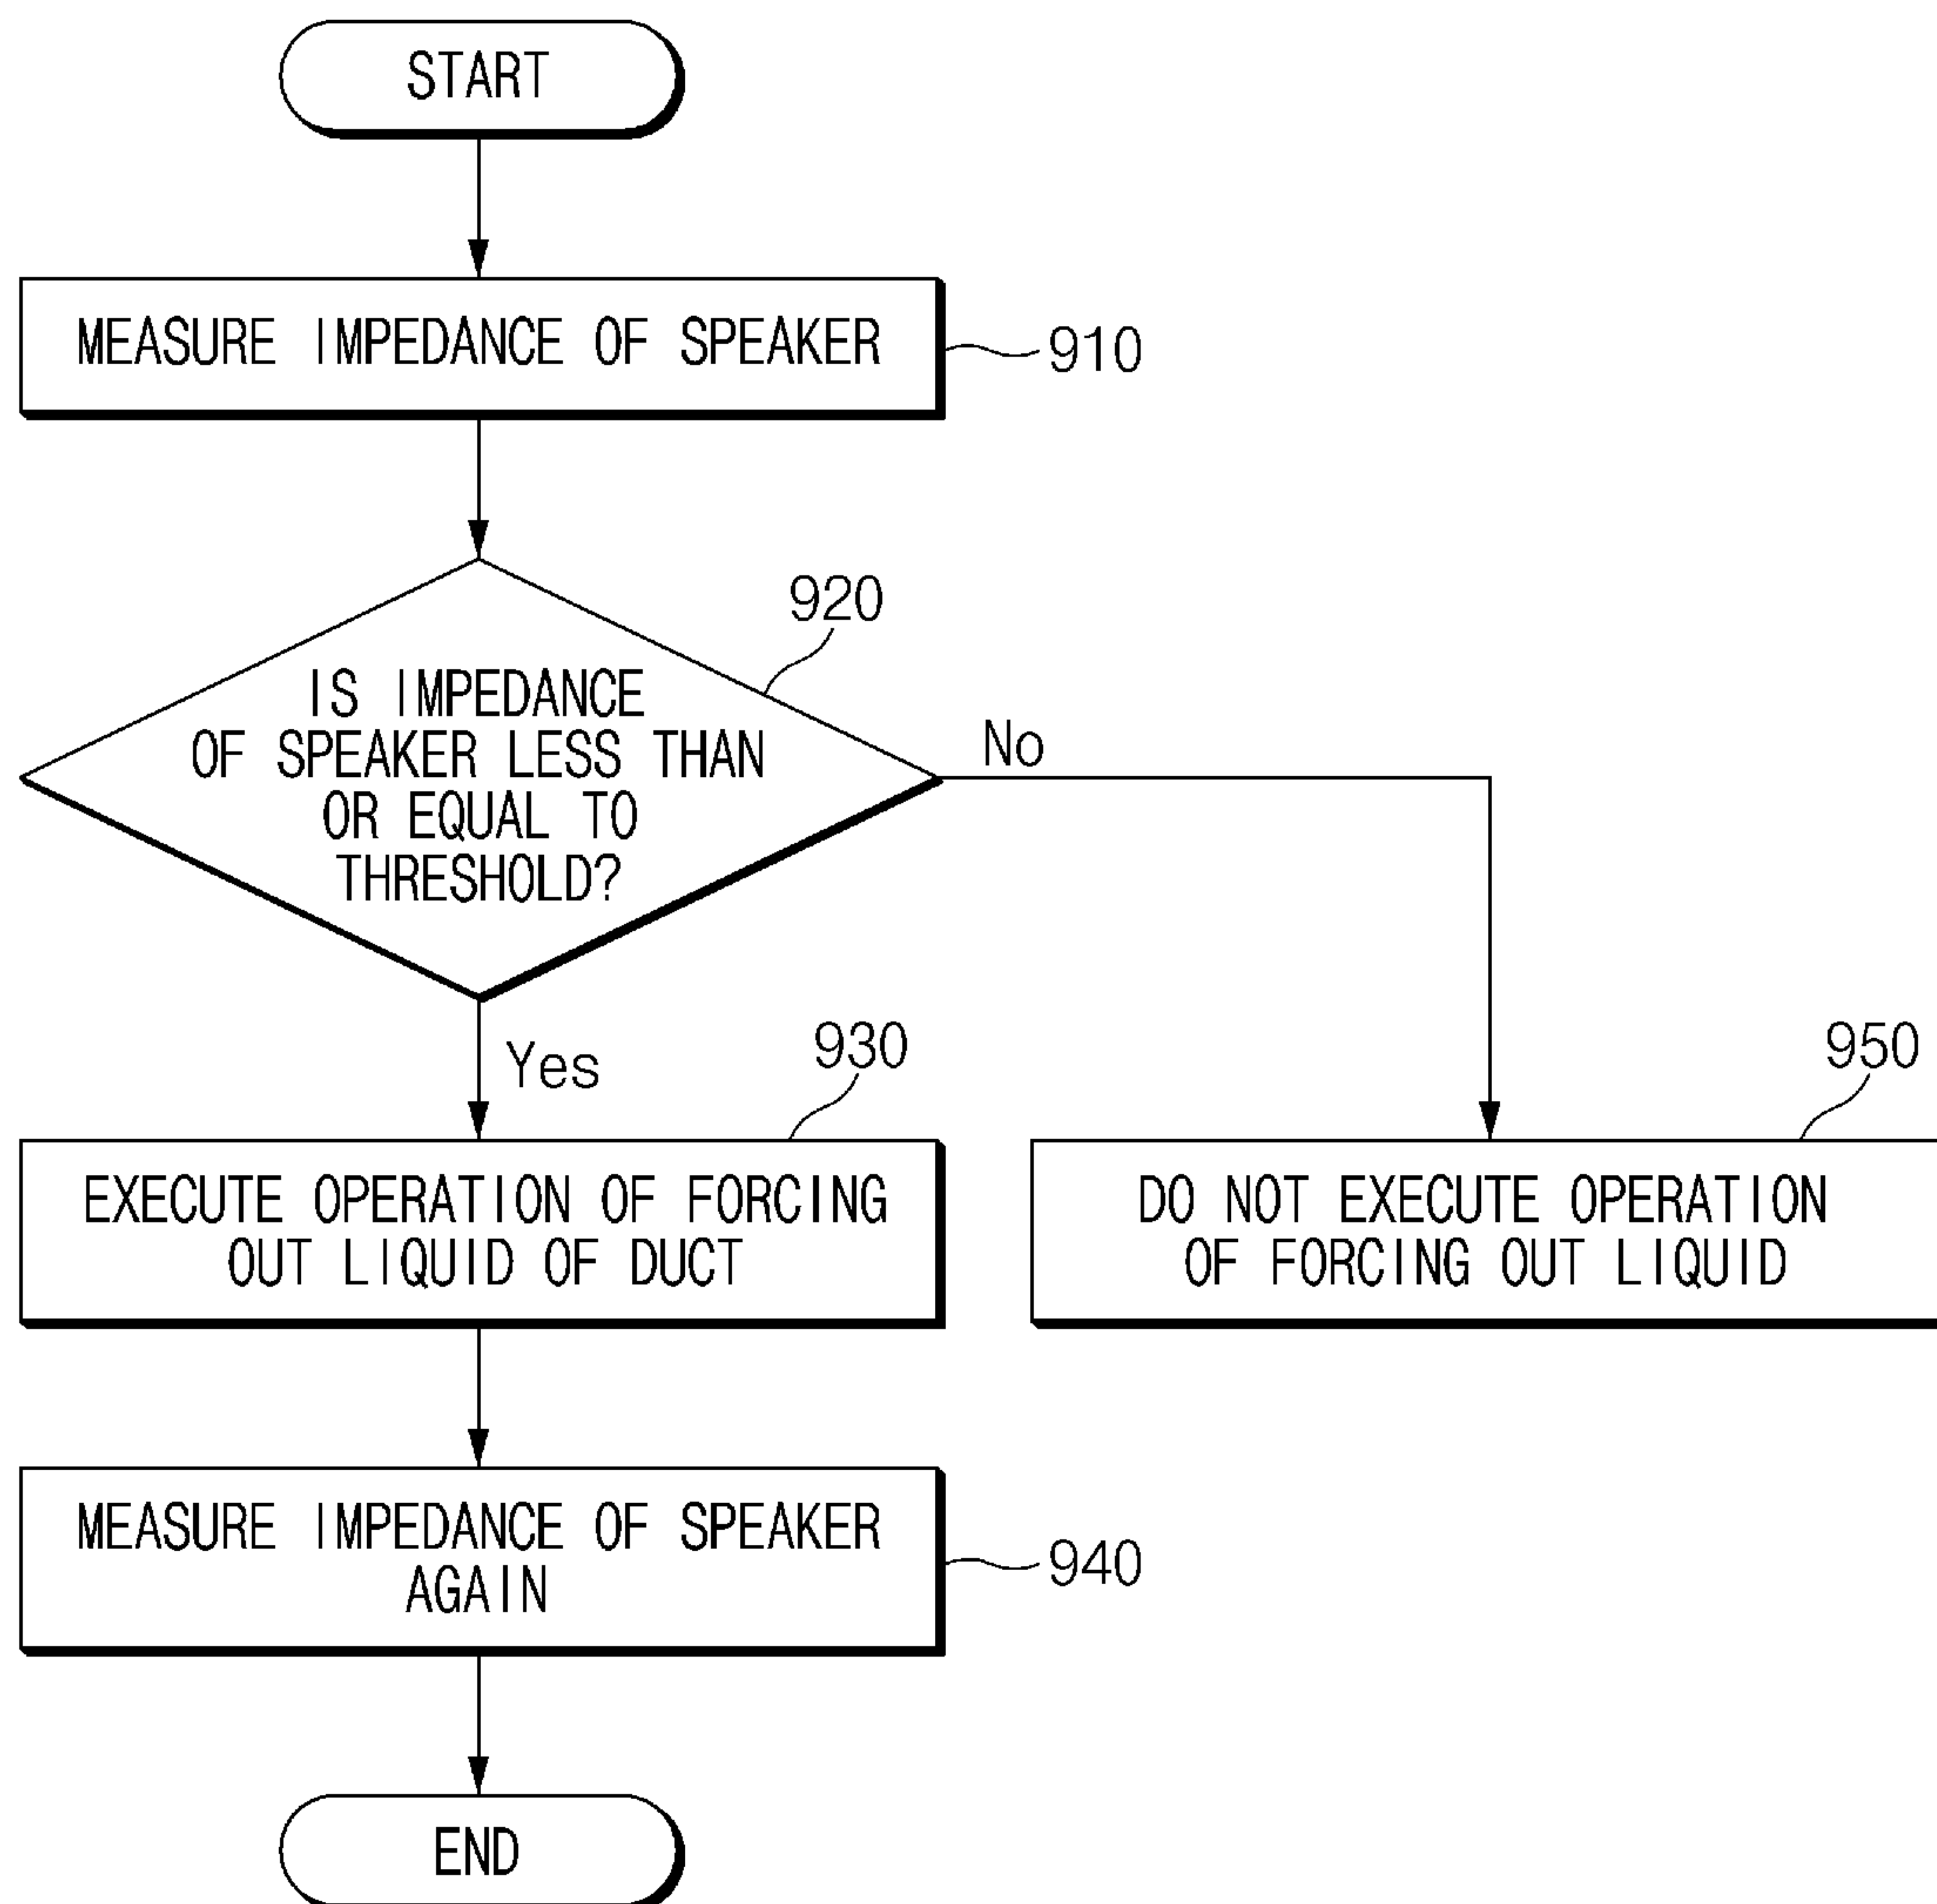 START
MEASURE IMPEDANCE OF SPEAKER
910
920
IS IMPEDANCE
OF SPEAKER LESS THAN
OR EQUAL TO
THRESHOLD?
No
Yes
930
EXECUTE OPERATION OF FORCING
OUT LIQUID OF DUCT
950
DO NOT EXECUTE OPERATION
OF FORCING OUT LIQUID
MEASURE IMPEDANCE OF SPEAKER
AGAIN
940
END